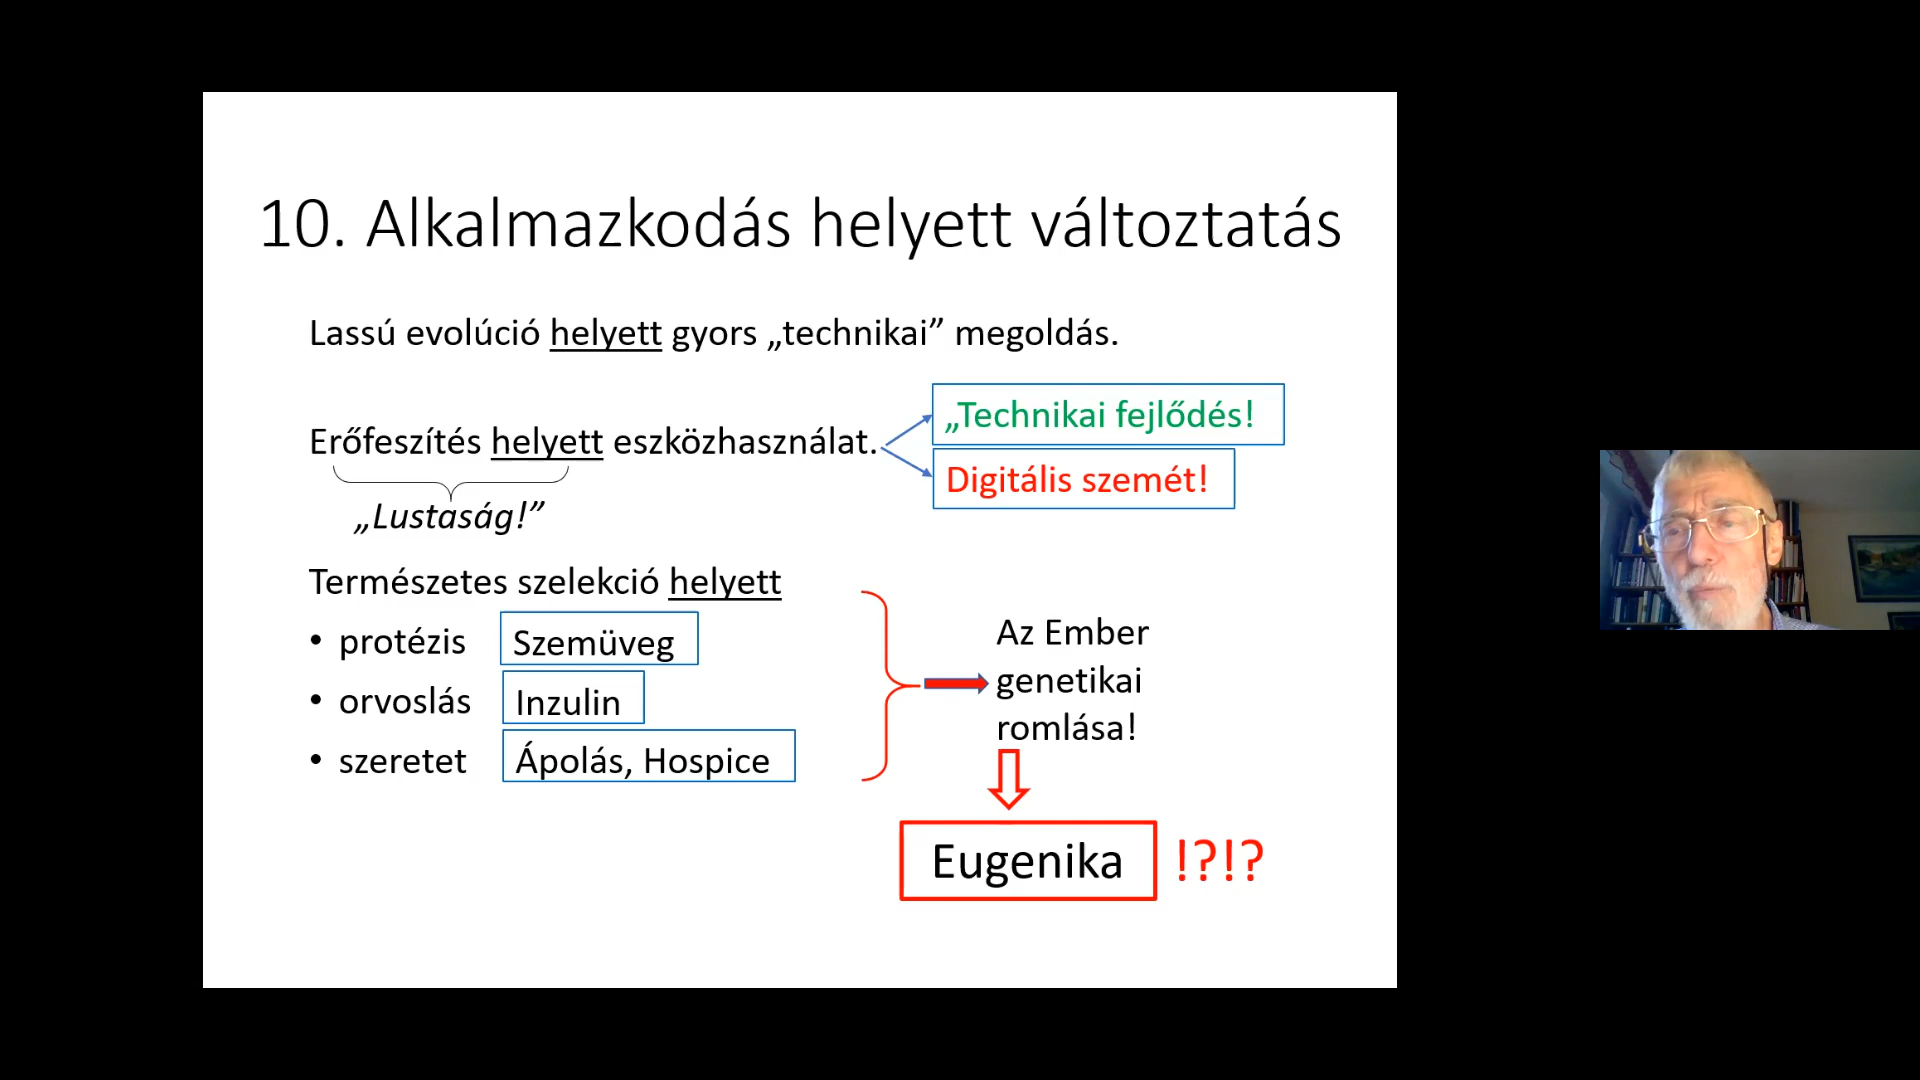 10. Alkalmazkodás helyett változtatás
Lassú evolúció helyett gyors „technikai” megoldás.
Erőfeszítés helyett eszközhasználat.
„Technikai fejlődés!
Digitális szemét!
„Lustaság!”
Természetes szelekció helyett
• protézis Szemüveg
• orvoslás Inzulin
• szeretet Ápolás, Hospice
Az Ember
genetikai
romlása!
Eugenika !?!?